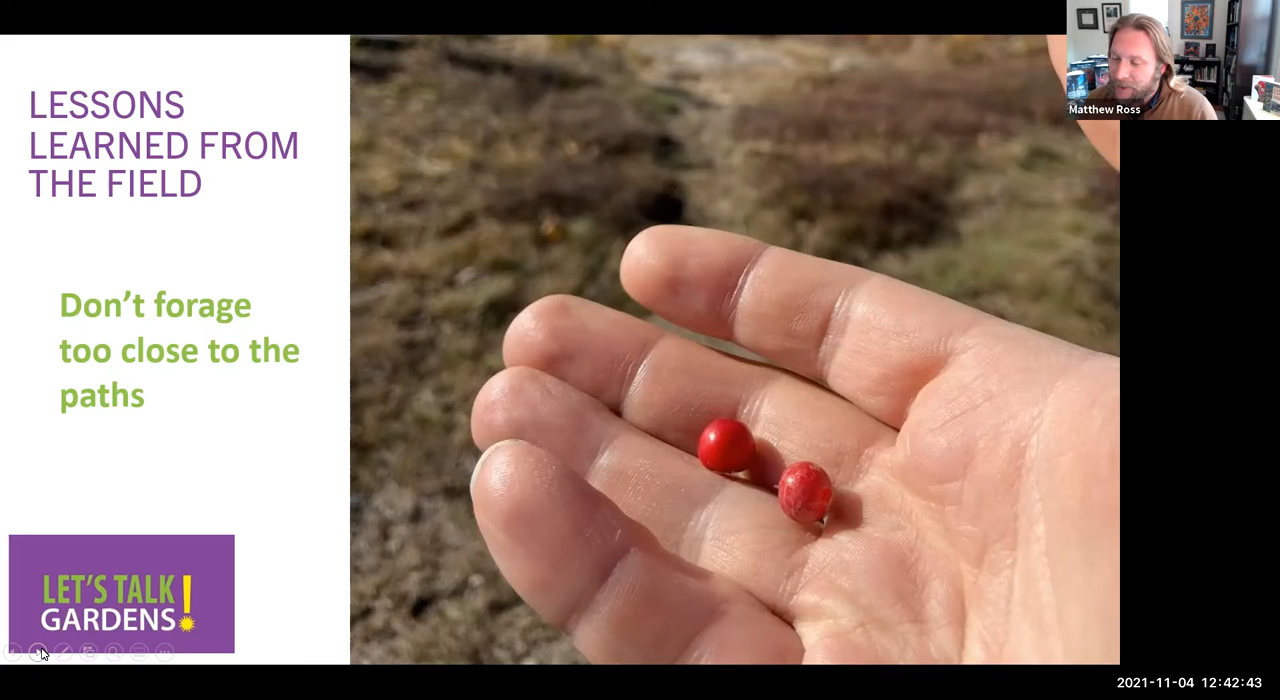 LESSONS
LEARNED FROM
THE FIELD
Don’t forage
too close to the
paths
LET'S TALK
GARDENS!
Matthew Ross
2021-11-04 12:42:43